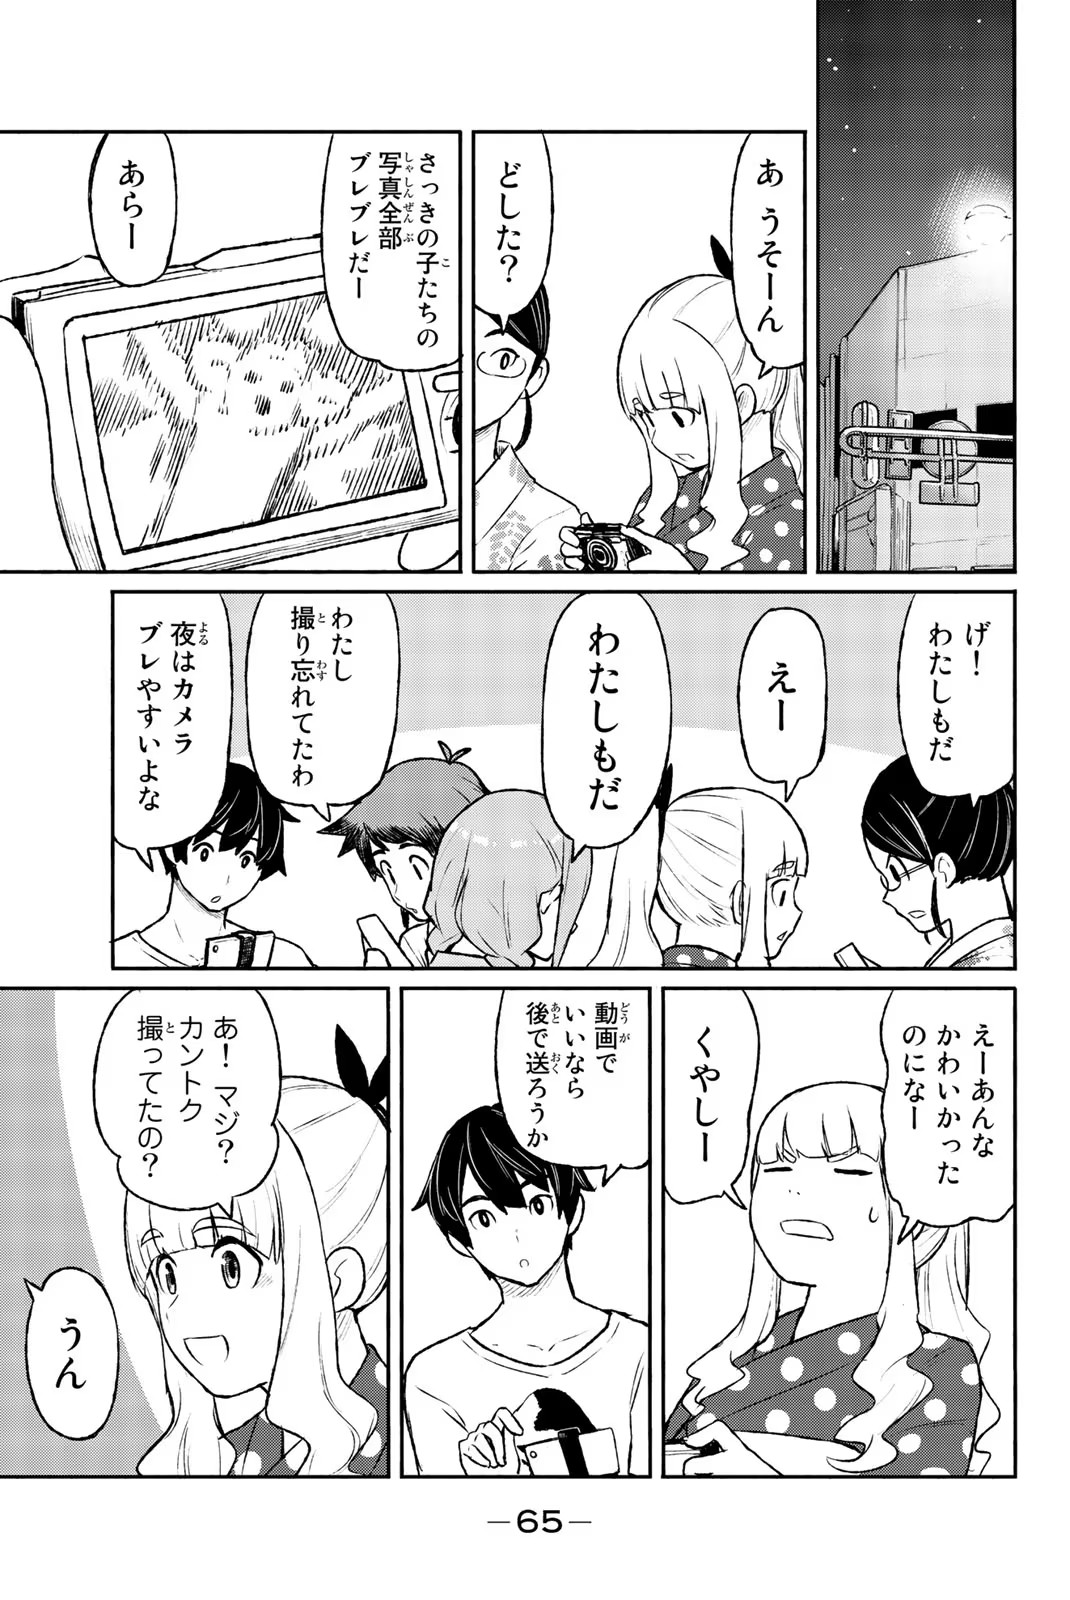 あ うそーん
どした？
さっきの子たちの
写真全部
ブレブレだー
あらー
げ！
わたしもだ
えー
わたしもだ
わたし
撮り忘れてたわ
夜はカメラ
ブレやすいよな
えーあんな
かわいかった
のになー
くやしー
動画で
いいなら
後で送ろうか
あ！マジ？
カントク
撮ってたの？
うん
—65—